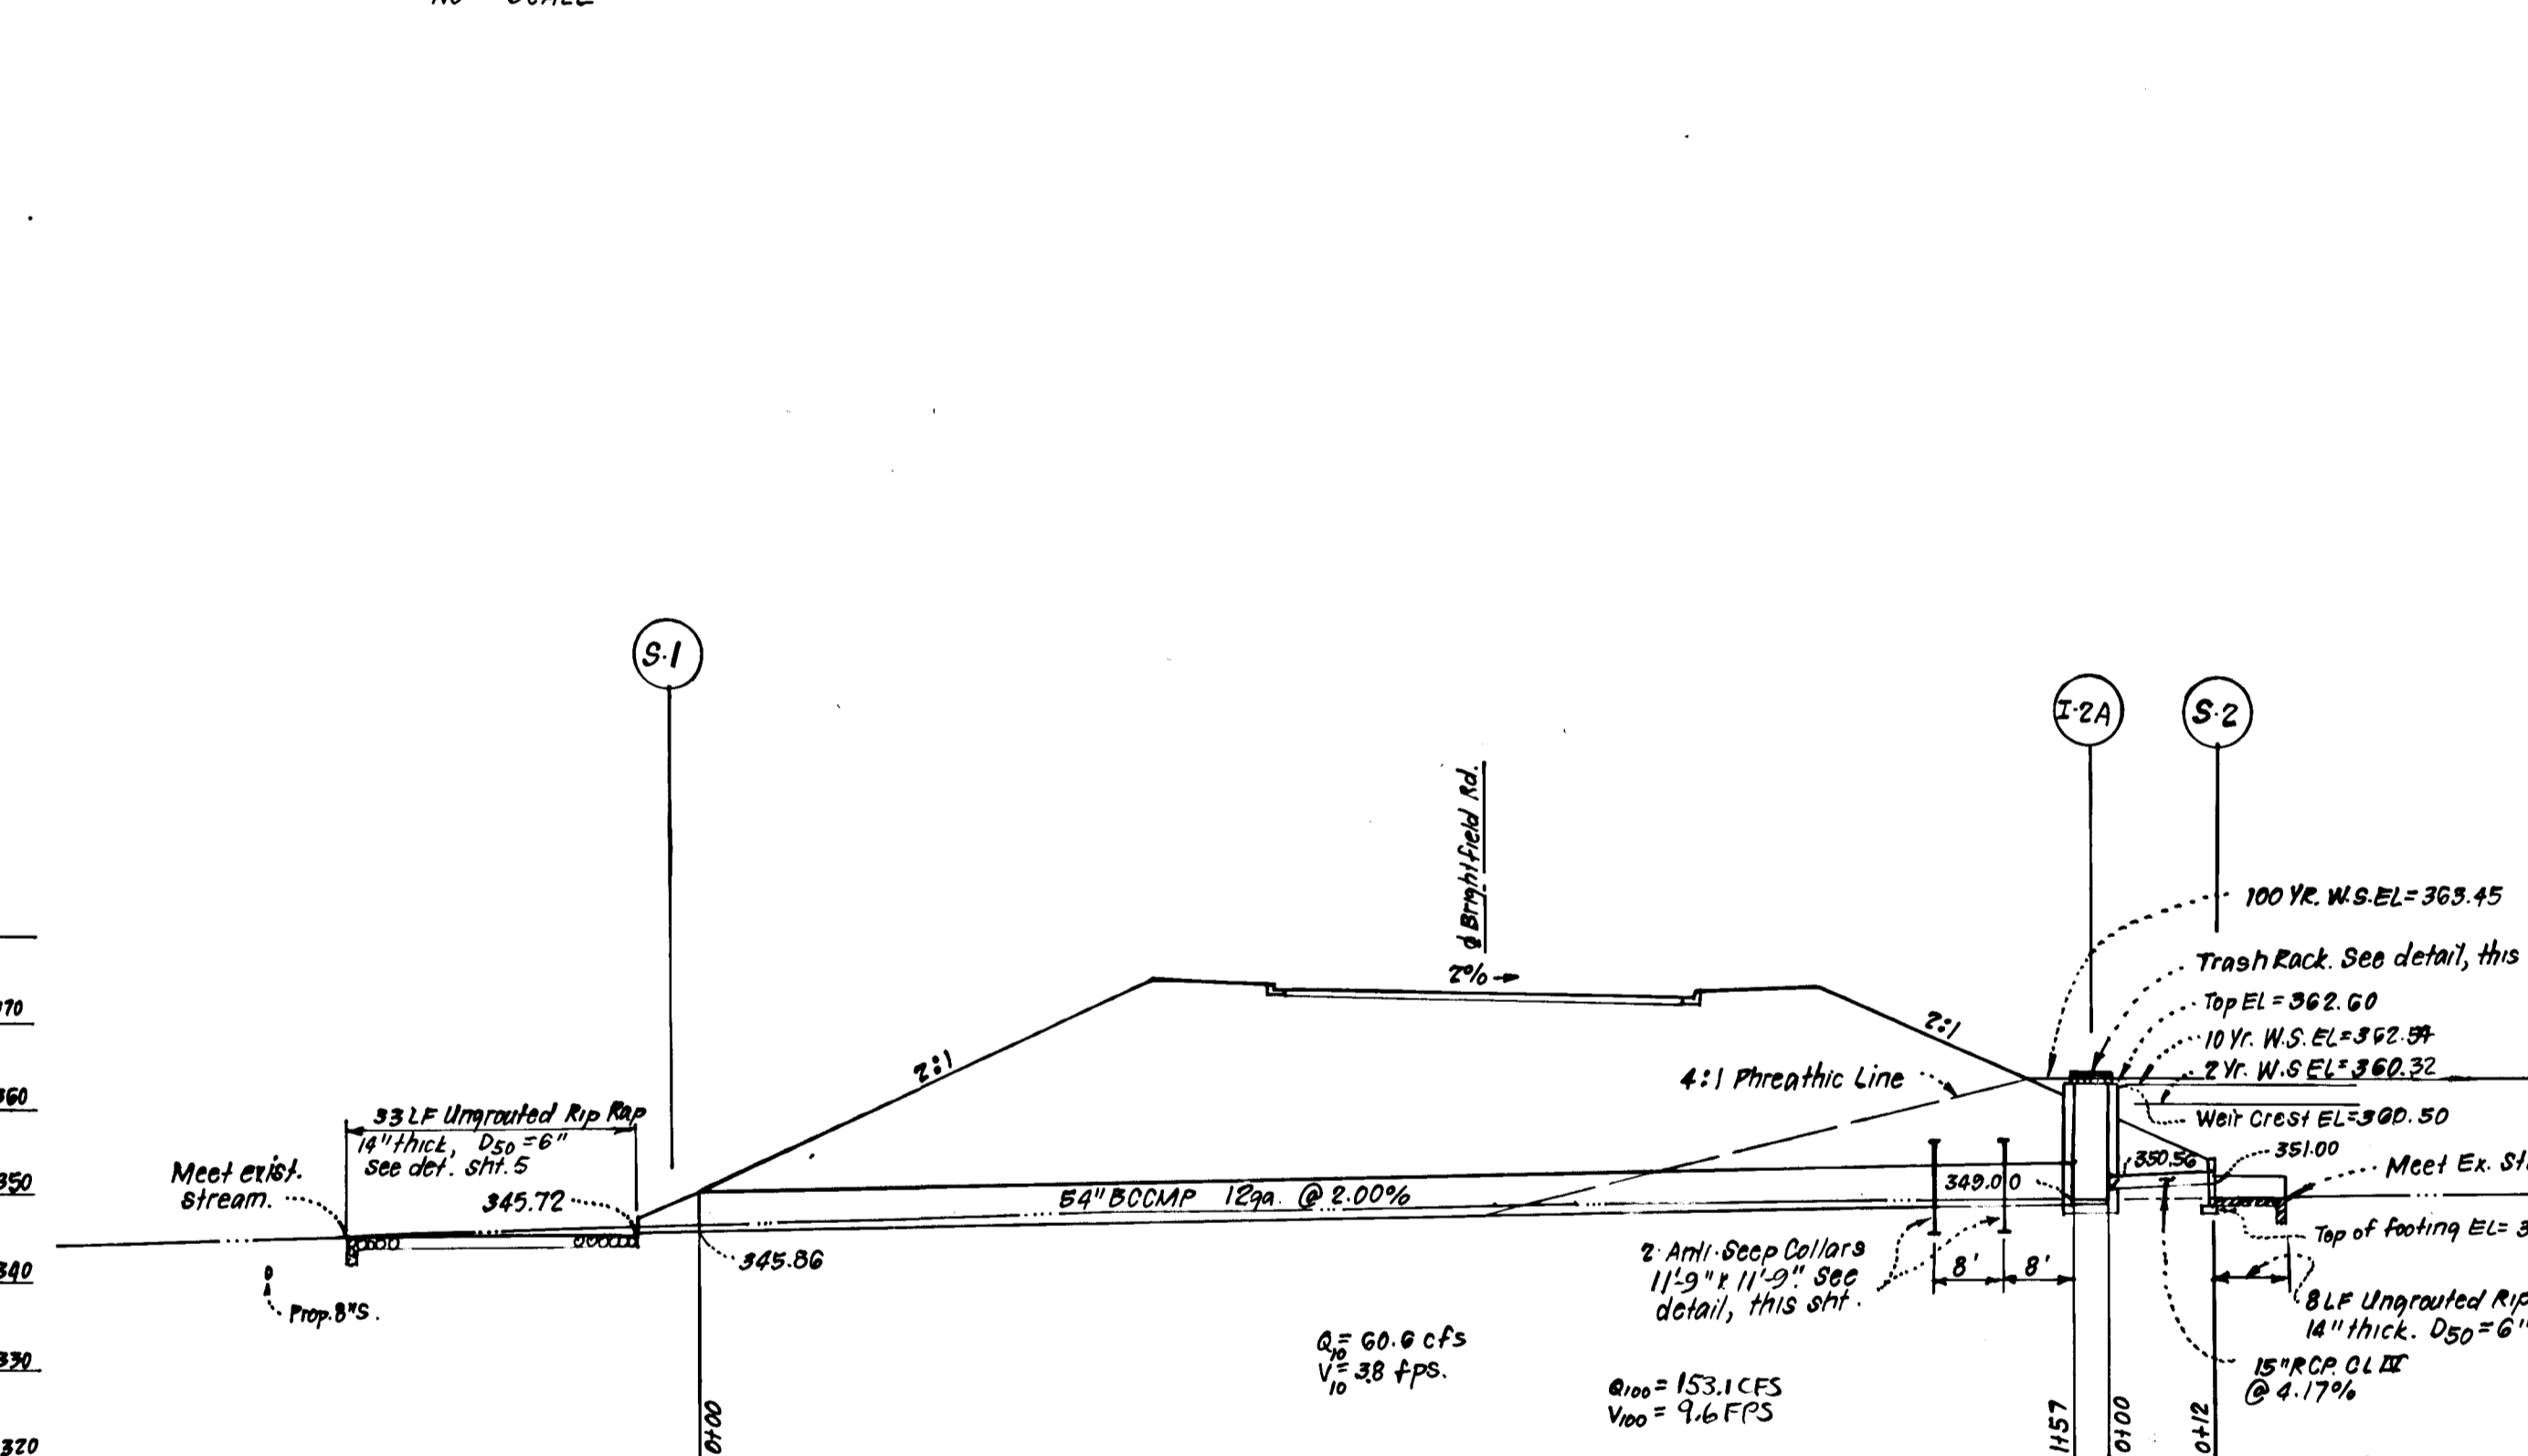 S-1
I-2A
S-2
₵ Brightfield Rd.
2% →
2:1
2:1
100 YR. W.S.EL=363.45
Trash Rack. See detail, this
Top EL = 362.60
10 Yr. W.S. EL=362.54
2 Yr. W.S EL= 360.32
Weir Crest EL=360.50
4:1 Phreathic Line
70
360
350
340
330
320
33 LF Ungrouted Rip Rap
14" thick, D50 = 6"
See det. sht. 5
Meet exist.
stream.
345.72
54" BCCMP 12ga. @ 2.00%
349.00
350.56
351.00
Meet Ex. St
345.86
Prop. 8"S.
2 Anti-Seep Collars
11'-9" x 11'-9". See
detail, this sht.
8'
8'
Top of footing EL= 3
8 LF Ungrouted Rip
14" thick. D50 = 6"
15" RCP. CL IV
@ 4.17%
Q10 = 60.6 cfs
V10 = 3.8 fps.
Q100 = 153.1 CFS
V100 = 9.6 FPS
0+00
1+57
0+00
0+12